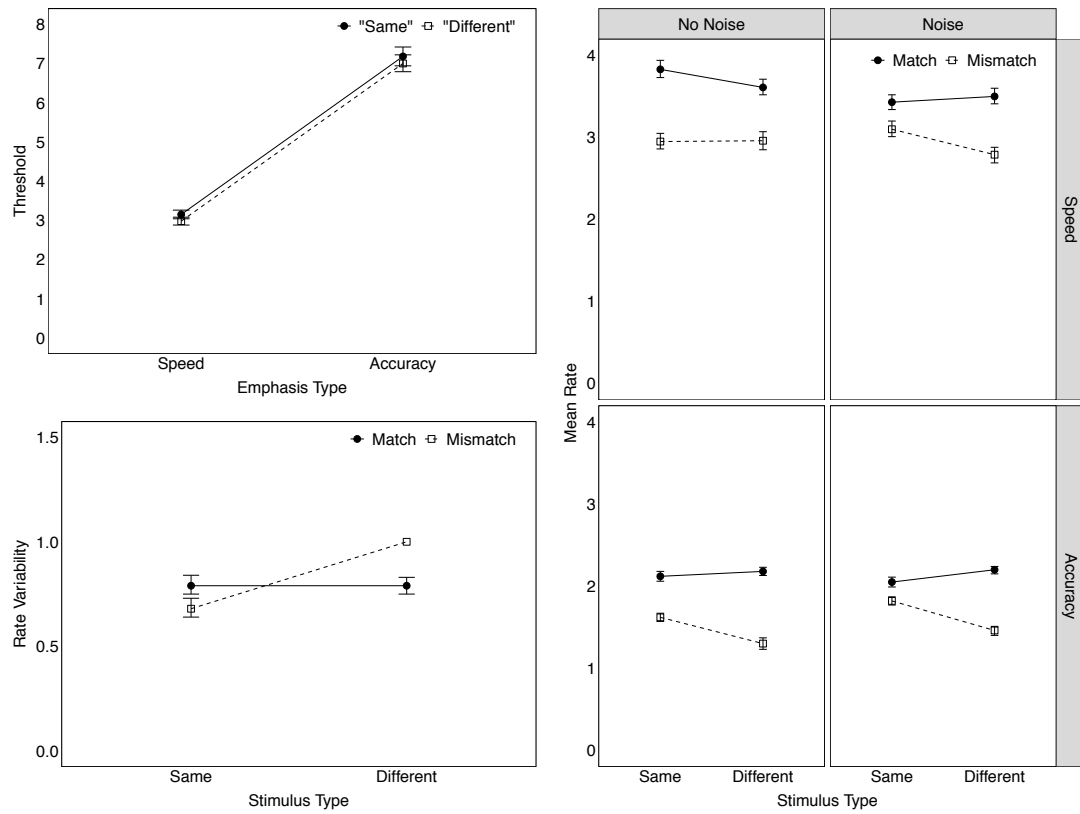 "Same" "Different"
8
7
6
5
4
3
2
1
0
Threshold
Speed Accuracy
Emphasis Type
Match Mismatch
1.5
1.0
0.5
0.0
Rate Variability
Same Different
Stimulus Type
No Noise Noise
Match Mismatch
4
3
2
1
0
Speed
Mean Rate
4
3
2
1
0
Accuracy
Same Different Same Different
Stimulus Type